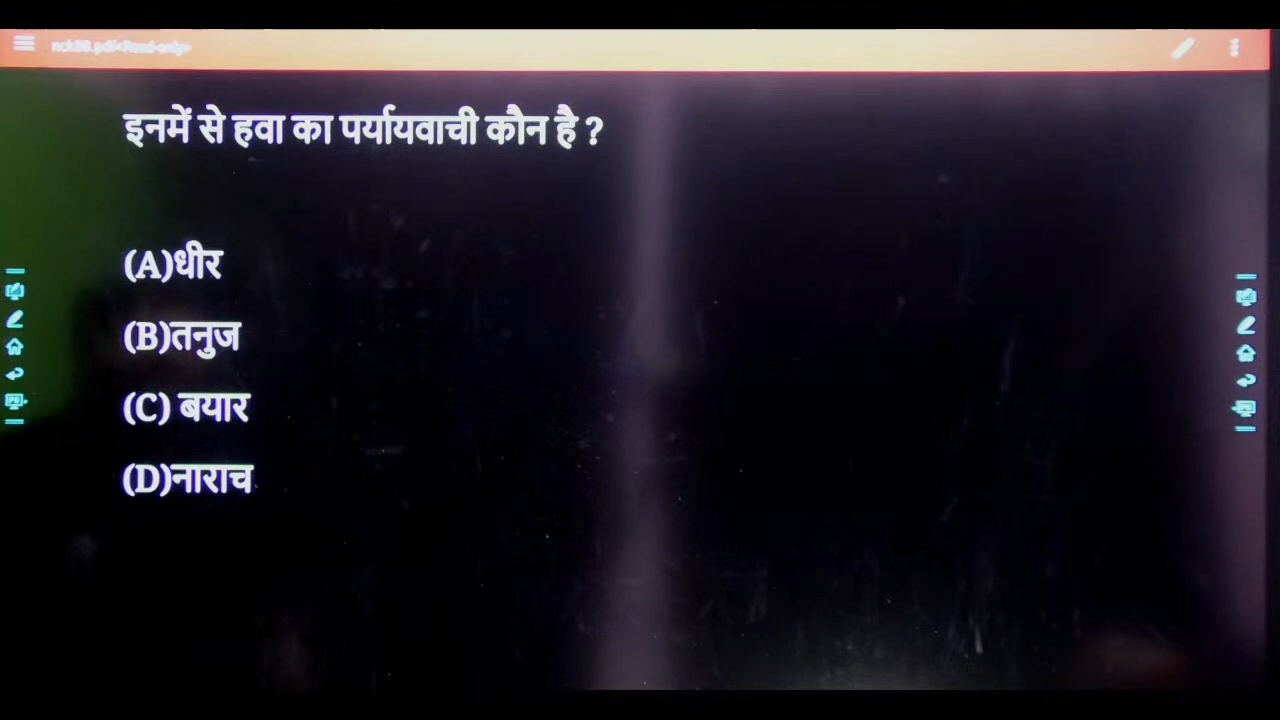 इनमें से हवा का पर्यायवाची कौन है ?
(A)धीर
(B)तनुज
(C) बयार
(D)नाराच